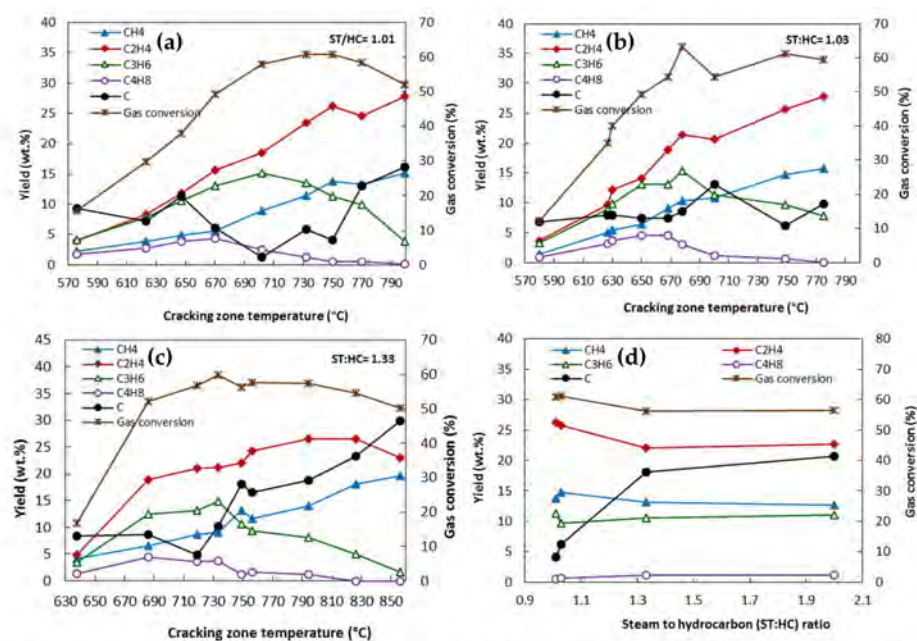 40
35
30
25
20
15
10
5
0
Yield (wt.%)
CH4
C2H4
C3H6
C4H8
C
Gas conversion
(a)
ST/HC= 1.01
70
60
50
40
30
20
10
0
Gas conversion (%)
570 590 610 630 650 670 690 710 730 750 770 790
Cracking zone temperature (°C)
40
35
30
25
20
15
10
5
0
Yield (wt.%)
CH4
C2H4
C3H6
C4H8
C
Gas conversion
(b)
ST:HC= 1.03
70
60
50
40
30
20
10
0
Gas conversion (%)
570 590 610 630 650 670 690 710 730 750 770 790
Cracking zone temperature (°C)
45
40
35
30
25
20
15
10
5
0
Yield (wt.%)
CH4
C2H4
C3H6
C4H8
C
Gas conversion
(c)
ST:HC= 1.33
70
60
50
40
30
20
10
0
Gas conversion (%)
630 650 670 690 710 730 750 770 790 810 830 850
Cracking zone temperature (°C)
40
35
30
25
20
15
10
5
0
Yield (wt.%)
CH4 C2H4
C3H6 C4H8
C Gas conversion
(d)
80
70
60
50
40
30
20
10
0
Gas conversion (%)
0.9 1.1 1.3 1.5 1.7 1.9 2.1
Steam to hydrocarbon (ST:HC) ratio